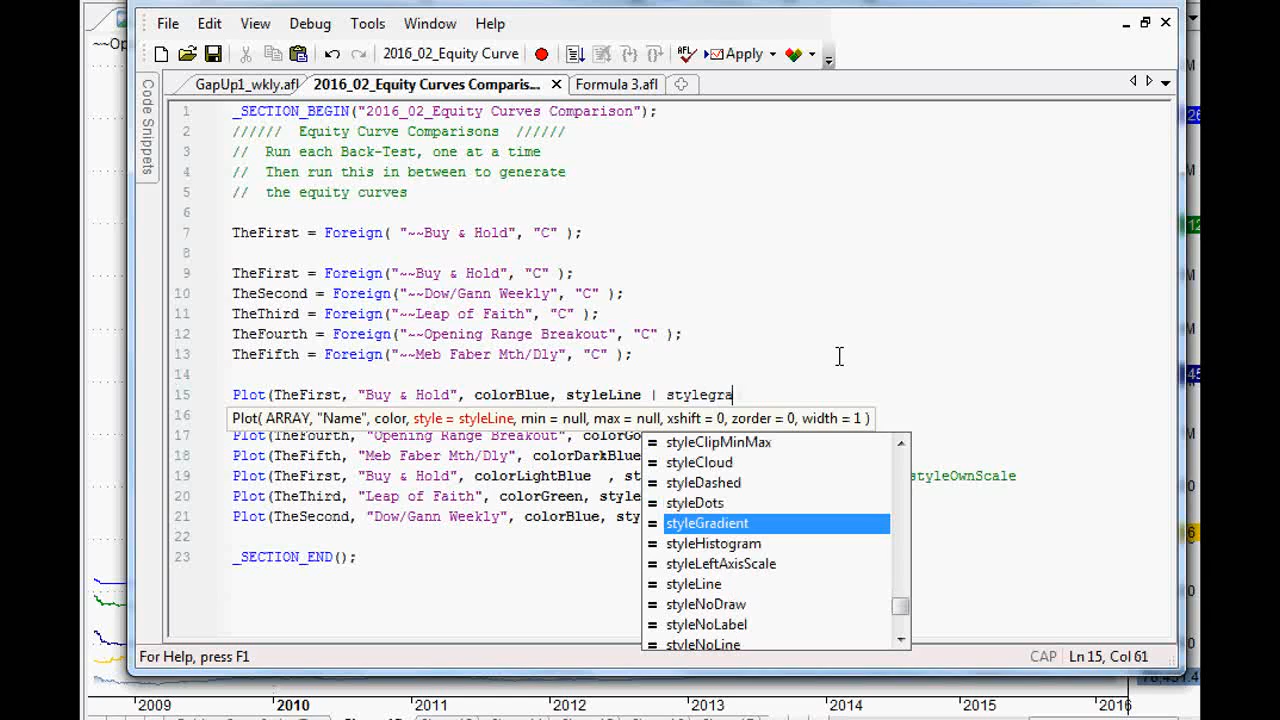 ~~Op
File Edit View Debug Tools Window Help
2016_02_Equity Curve Apply
GapUp1_wkly.afl 2016_02_Equity Curves Comparis... Formula 3.afl
Code Snippets
1 _SECTION_BEGIN("2016_02_Equity Curves Comparison");
2 ////// Equity Curve Comparisons //////
3 // Run each Back-Test, one at a time
4 // Then run this in between to generate
5 // the equity curves
6
7 TheFirst = Foreign( "~~Buy & Hold", "C" );
8
9 TheFirst = Foreign("~~Buy & Hold", "C" );
10 TheSecond = Foreign("~~Dow/Gann Weekly", "C" );
11 TheThird = Foreign("~~Leap of Faith", "C" );
12 TheFourth = Foreign("~~Opening Range Breakout", "C" );
13 TheFifth = Foreign("~~Meb Faber Mth/Dly", "C" );
14
15 Plot(TheFirst, "Buy & Hold", colorBlue, styleLine | stylegra
16 Plot( ARRAY, "Name", color, style = styleLine, min = null, max = null, xshift = 0, zorder = 0, width = 1 )
17 Plot(TheFourth, "Opening Range Breakout", colorGo
18 Plot(TheFifth, "Meb Faber Mth/Dly", colorDarkBlue
19 Plot(TheFirst, "Buy & Hold", colorLightBlue , st styleOwnScale
20 Plot(TheThird, "Leap of Faith", colorGreen, style
21 Plot(TheSecond, "Dow/Gann Weekly", colorBlue, sty
22
23 _SECTION_END();
styleClipMinMax
styleCloud
styleDashed
styleDots
styleGradient
styleHistogram
styleLeftAxisScale
styleLine
styleNoDraw
styleNoLabel
styleNoLine
For Help, press F1 CAP Ln 15, Col 61
2009 2010 2011 2012 2013 2014 2015 2016